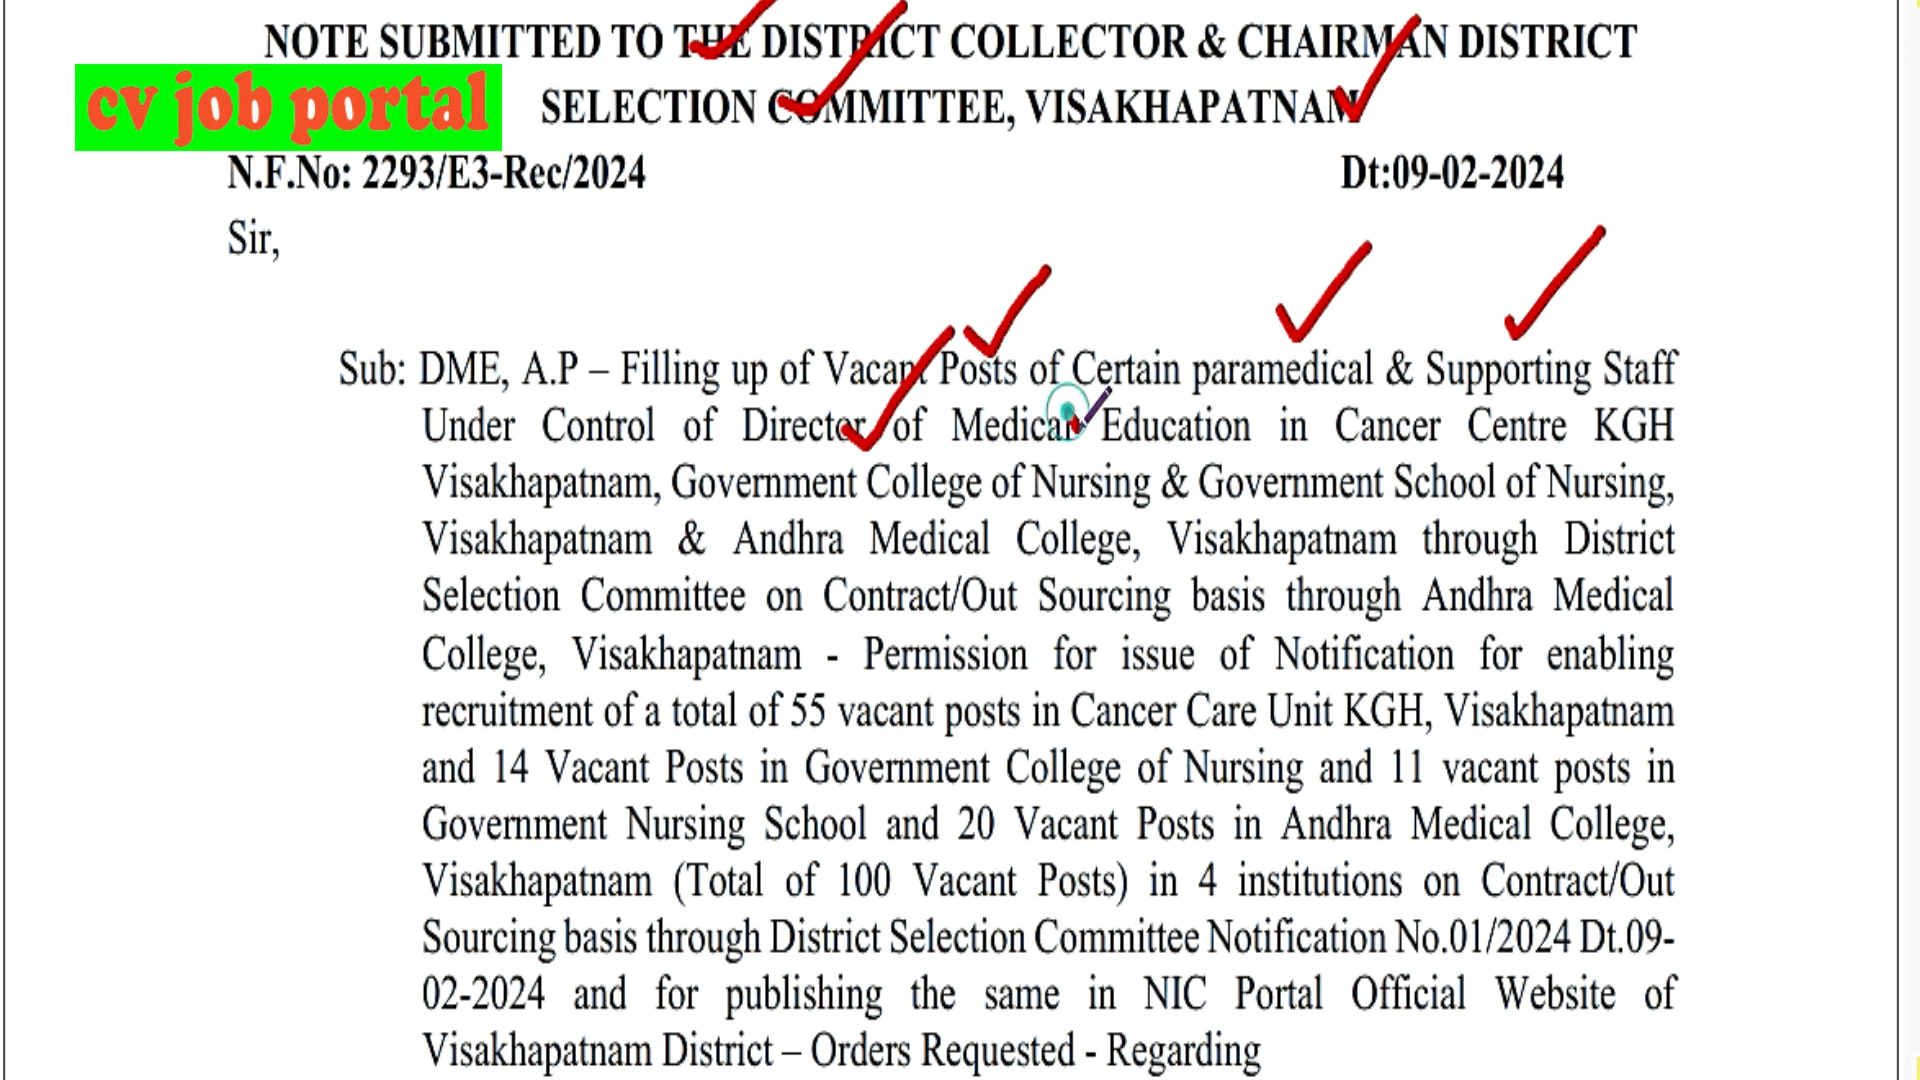 NOTE SUBMITTED TO THE DISTRICT COLLECTOR & CHAIRMAN DISTRICT
SELECTION COMMITTEE, VISAKHAPATNAM
cv job portal
N.F.No: 2293/E3-Rec/2024 Dt:09-02-2024
Sir,
Sub: DME, A.P – Filling up of Vacant Posts of Certain paramedical & Supporting Staff
Under Control of Director of Medical Education in Cancer Centre KGH
Visakhapatnam, Government College of Nursing & Government School of Nursing,
Visakhapatnam & Andhra Medical College, Visakhapatnam through District
Selection Committee on Contract/Out Sourcing basis through Andhra Medical
College, Visakhapatnam - Permission for issue of Notification for enabling
recruitment of a total of 55 vacant posts in Cancer Care Unit KGH, Visakhapatnam
and 14 Vacant Posts in Government College of Nursing and 11 vacant posts in
Government Nursing School and 20 Vacant Posts in Andhra Medical College,
Visakhapatnam (Total of 100 Vacant Posts) in 4 institutions on Contract/Out
Sourcing basis through District Selection Committee Notification No.01/2024 Dt.09-
02-2024 and for publishing the same in NIC Portal Official Website of
Visakhapatnam District – Orders Requested - Regarding